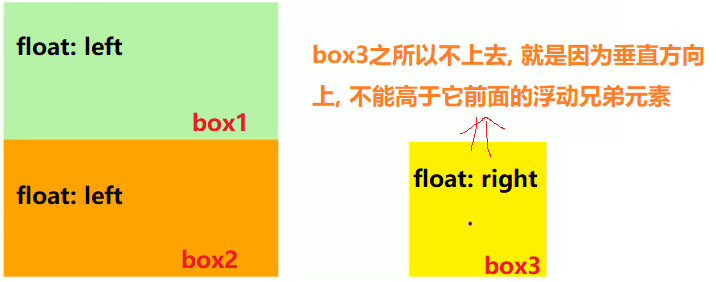 float: left
box1
box3之所以不上去, 就是因为垂直方向
上, 不能高于它前面的浮动兄弟元素
float: left
box2
float: right
box3